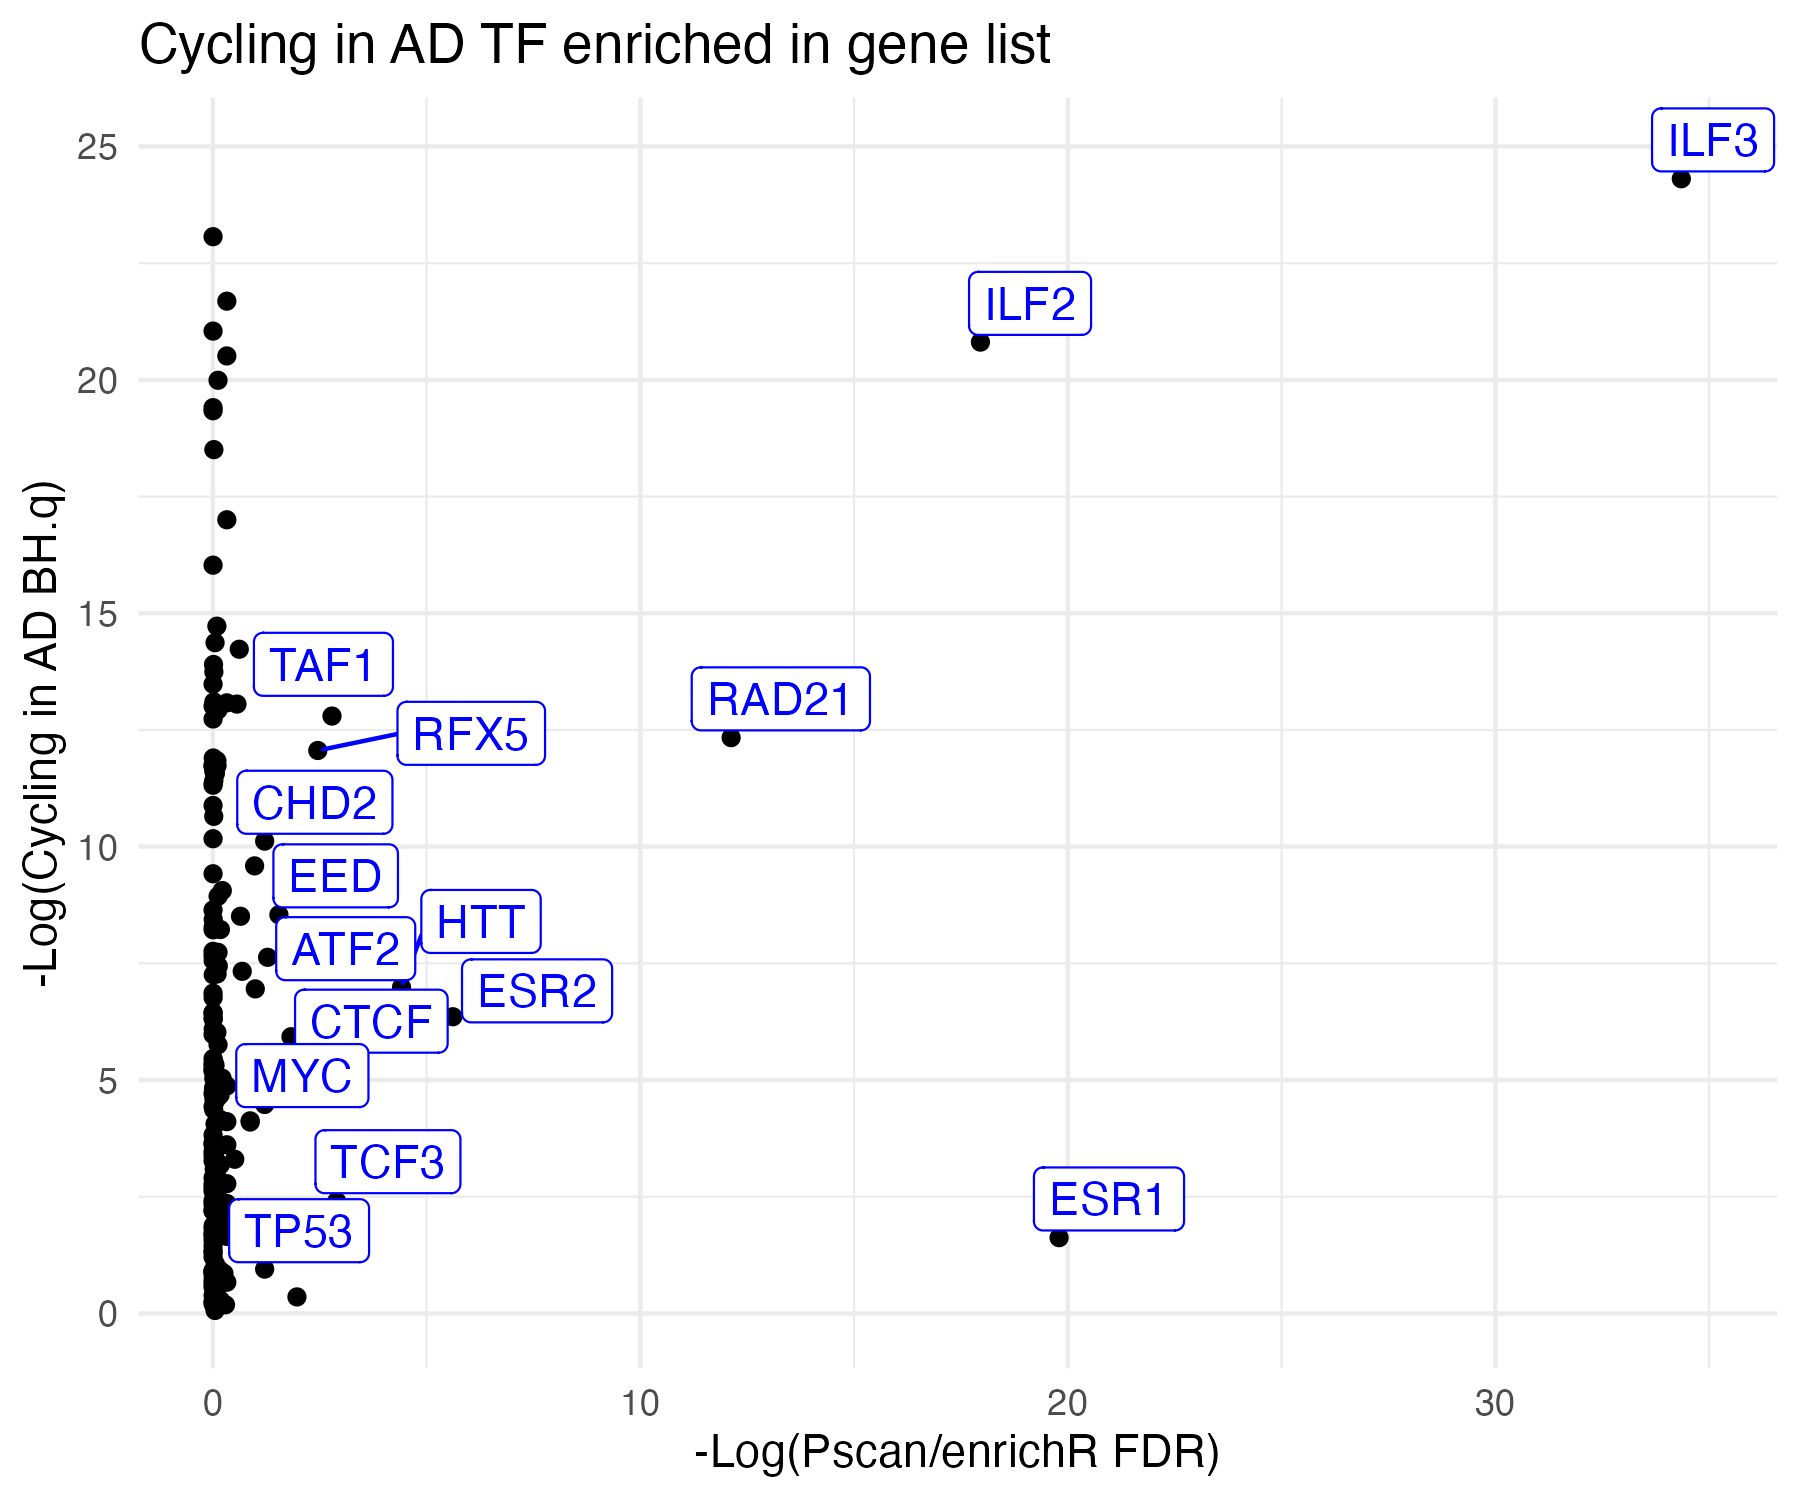 Cycling in AD TF enriched in gene list
-Log(Cycling in AD BH.q)
25
20
15
10
5
0
ILF3
ILF2
TAF1
RAD21
RFX5
CHD2
EED
HTT
ATF2
ESR2
CTCF
MYC
TCF3
ESR1
TP53
0
10
20
30
-Log(Pscan/enrichR FDR)